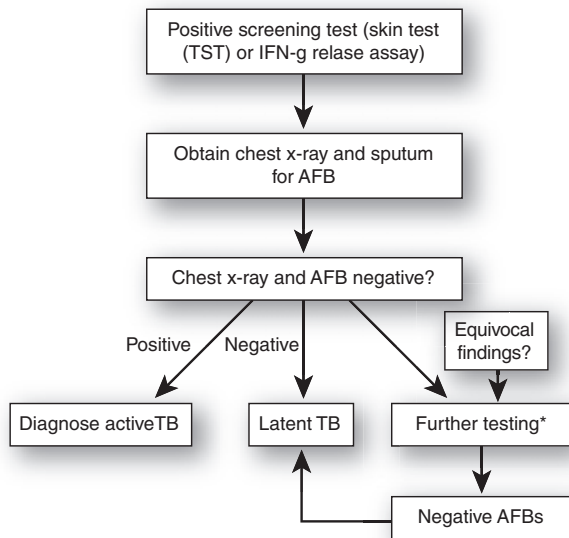 Positive screening test (skin test
(TST) or IFN-g relase assay)
Obtain chest x-ray and sputum
for AFB
Chest x-ray and AFB negative?
Positive
Negative
Equivocal
findings?
Diagnose activeTB
Latent TB
Further testing*
Negative AFBs